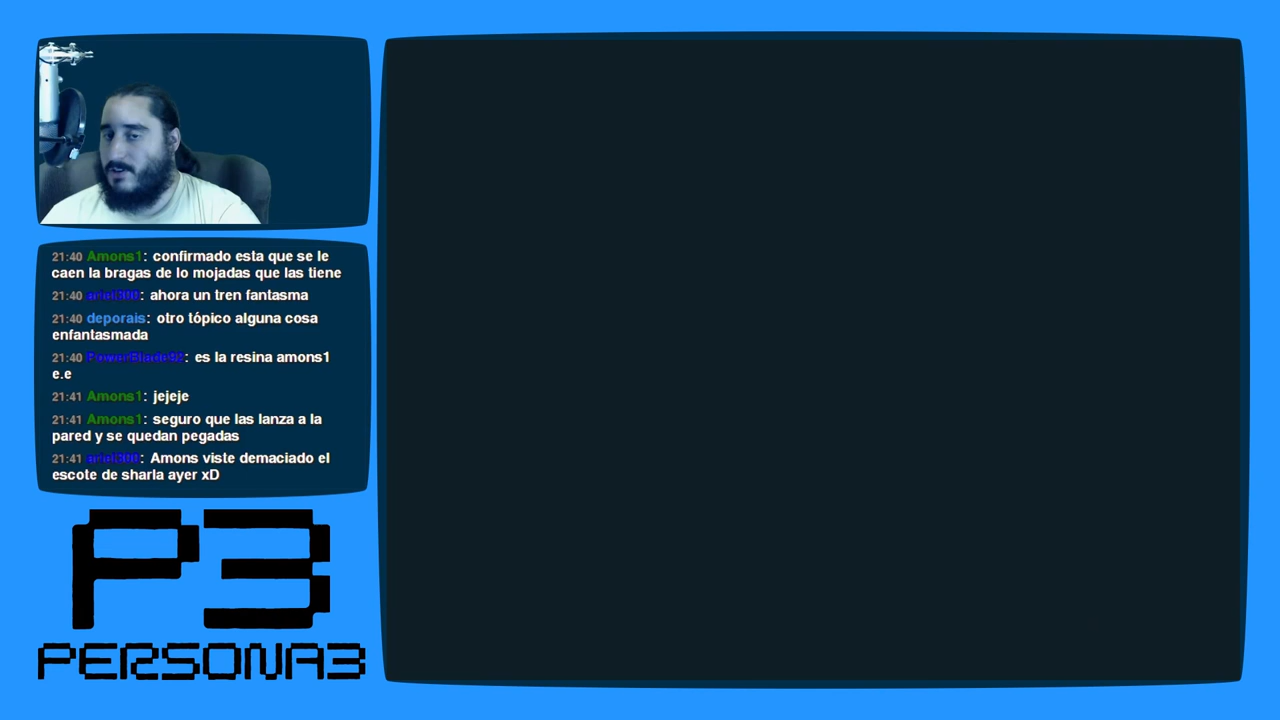 21:40 Amons1: confirmado esta que se le
caen la bragas de lo mojadas que las tiene
21:40 ariel300: ahora un tren fantasma
21:40 deporais: otro tópico alguna cosa
enfantasmada
21:40 : es la resina amons1
e.e
21:41 Amons1: jejeje
21:41 Amons1: seguro que las lanza a la
pared y se quedan pegadas
21:41 ariel300: Amons viste demaciado el
escote de sharla ayer xD
P3
PERSONA3